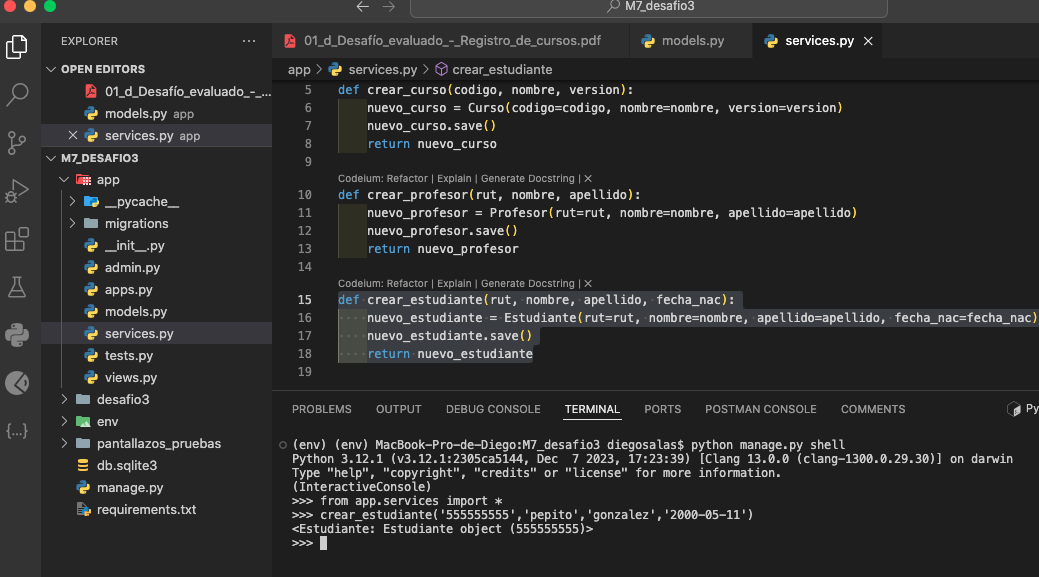 M7_desafio3
EXPLORER
OPEN EDITORS
01_d_Desafío_evaluado_-_...
models.py app
services.py app
M7_DESAFIO3
app
__pycache__
migrations
__init__.py
admin.py
apps.py
models.py
services.py
tests.py
views.py
desafio3
env
pantallazos_pruebas
db.sqlite3
manage.py
requirements.txt
01_d_Desafío_evaluado_-_Registro_de_cursos.pdf
models.py
services.py
app > services.py > crear_estudiante
5 def crear_curso(codigo, nombre, version):
6 nuevo_curso = Curso(codigo=codigo, nombre=nombre, version=version)
7 nuevo_curso.save()
8 return nuevo_curso
9
Codeium: Refactor | Explain | Generate Docstring | ×
10 def crear_profesor(rut, nombre, apellido):
11 nuevo_profesor = Profesor(rut=rut, nombre=nombre, apellido=apellido)
12 nuevo_profesor.save()
13 return nuevo_profesor
14
Codeium: Refactor | Explain | Generate Docstring | ×
15 def crear_estudiante(rut, nombre, apellido, fecha_nac):
16 nuevo_estudiante = Estudiante(rut=rut, nombre=nombre, apellido=apellido, fecha_nac=fecha_nac)
17 nuevo_estudiante.save()
18 return nuevo_estudiante
19
PROBLEMS OUTPUT DEBUG CONSOLE TERMINAL PORTS POSTMAN CONSOLE COMMENTS Py
(env) (env) MacBook-Pro-de-Diego:M7_desafio3 diegosalas$ python manage.py shell
Python 3.12.1 (v3.12.1:2305ca5144, Dec  7 2023, 17:23:39) [Clang 13.0.0 (clang-1300.0.29.30)] on darwin
Type "help", "copyright", "credits" or "license" for more information.
(InteractiveConsole)
>>> from app.services import *
>>> crear_estudiante('555555555','pepito','gonzalez','2000-05-11')
<Estudiante: Estudiante object (555555555)>
>>>